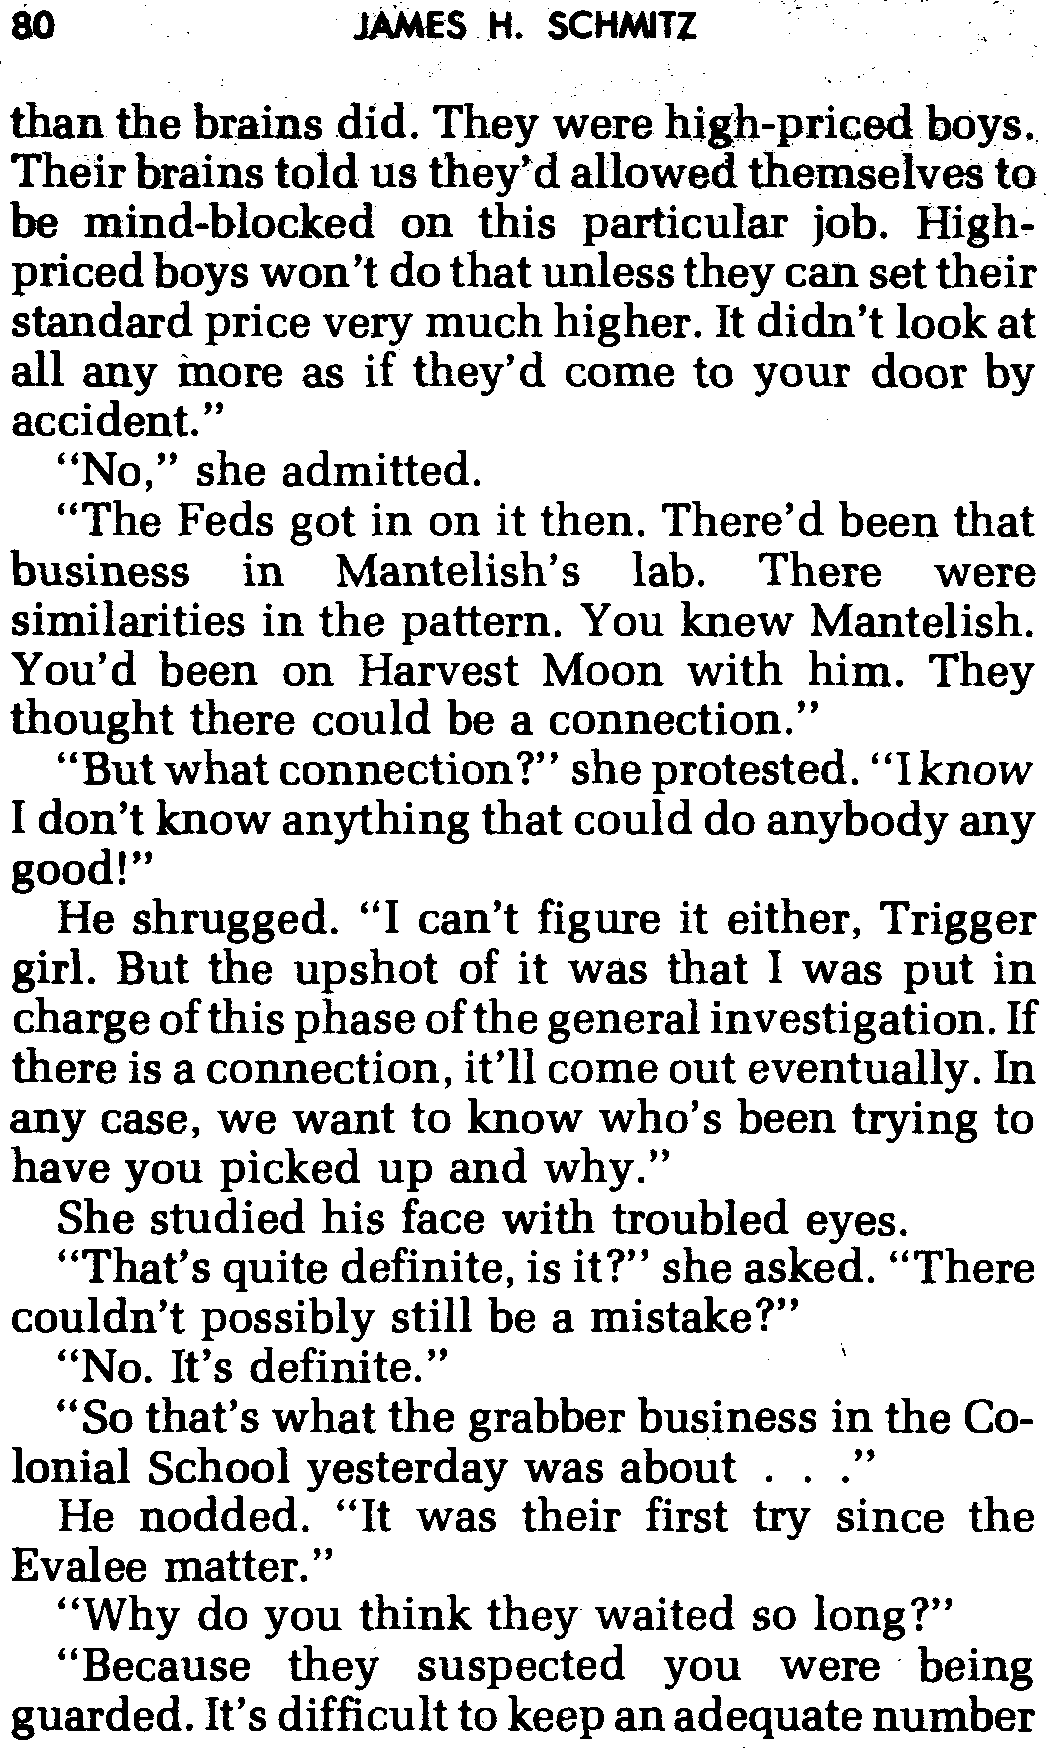 80 JAMES H. SCHMITZ
than the brains did. They were high-priced boys.
Their brains told us they'd allowed themselves to
be mind-blocked on this particular job. High-
priced boys won't do that unless they can set their
standard price very much higher. It didn't look at
all any more as if they'd come to your door by
accident."
"No," she admitted.
"The Feds got in on it then. There'd been that
business in Mantelish's lab. There were
similarities in the pattern. You knew Mantelish.
You'd been on Harvest Moon with him. They
thought there could be a connection."
"But what connection?" she protested. "I know
I don't know anything that could do anybody any
good!"
He shrugged. "I can't figure it either, Trigger
girl. But the upshot of it was that I was put in
charge of this phase of the general investigation. If
there is a connection, it'll come out eventually. In
any case, we want to know who's been trying to
have you picked up and why."
She studied his face with troubled eyes.
"That's quite definite, is it?" she asked. "There
couldn't possibly still be a mistake?"
"No. It's definite."
"So that's what the grabber business in the Co-
lonial School yesterday was about . . ."
He nodded. "It was their first try since the
Evalee matter."
"Why do you think they waited so long?"
"Because they suspected you were being
guarded. It's difficult to keep an adequate number